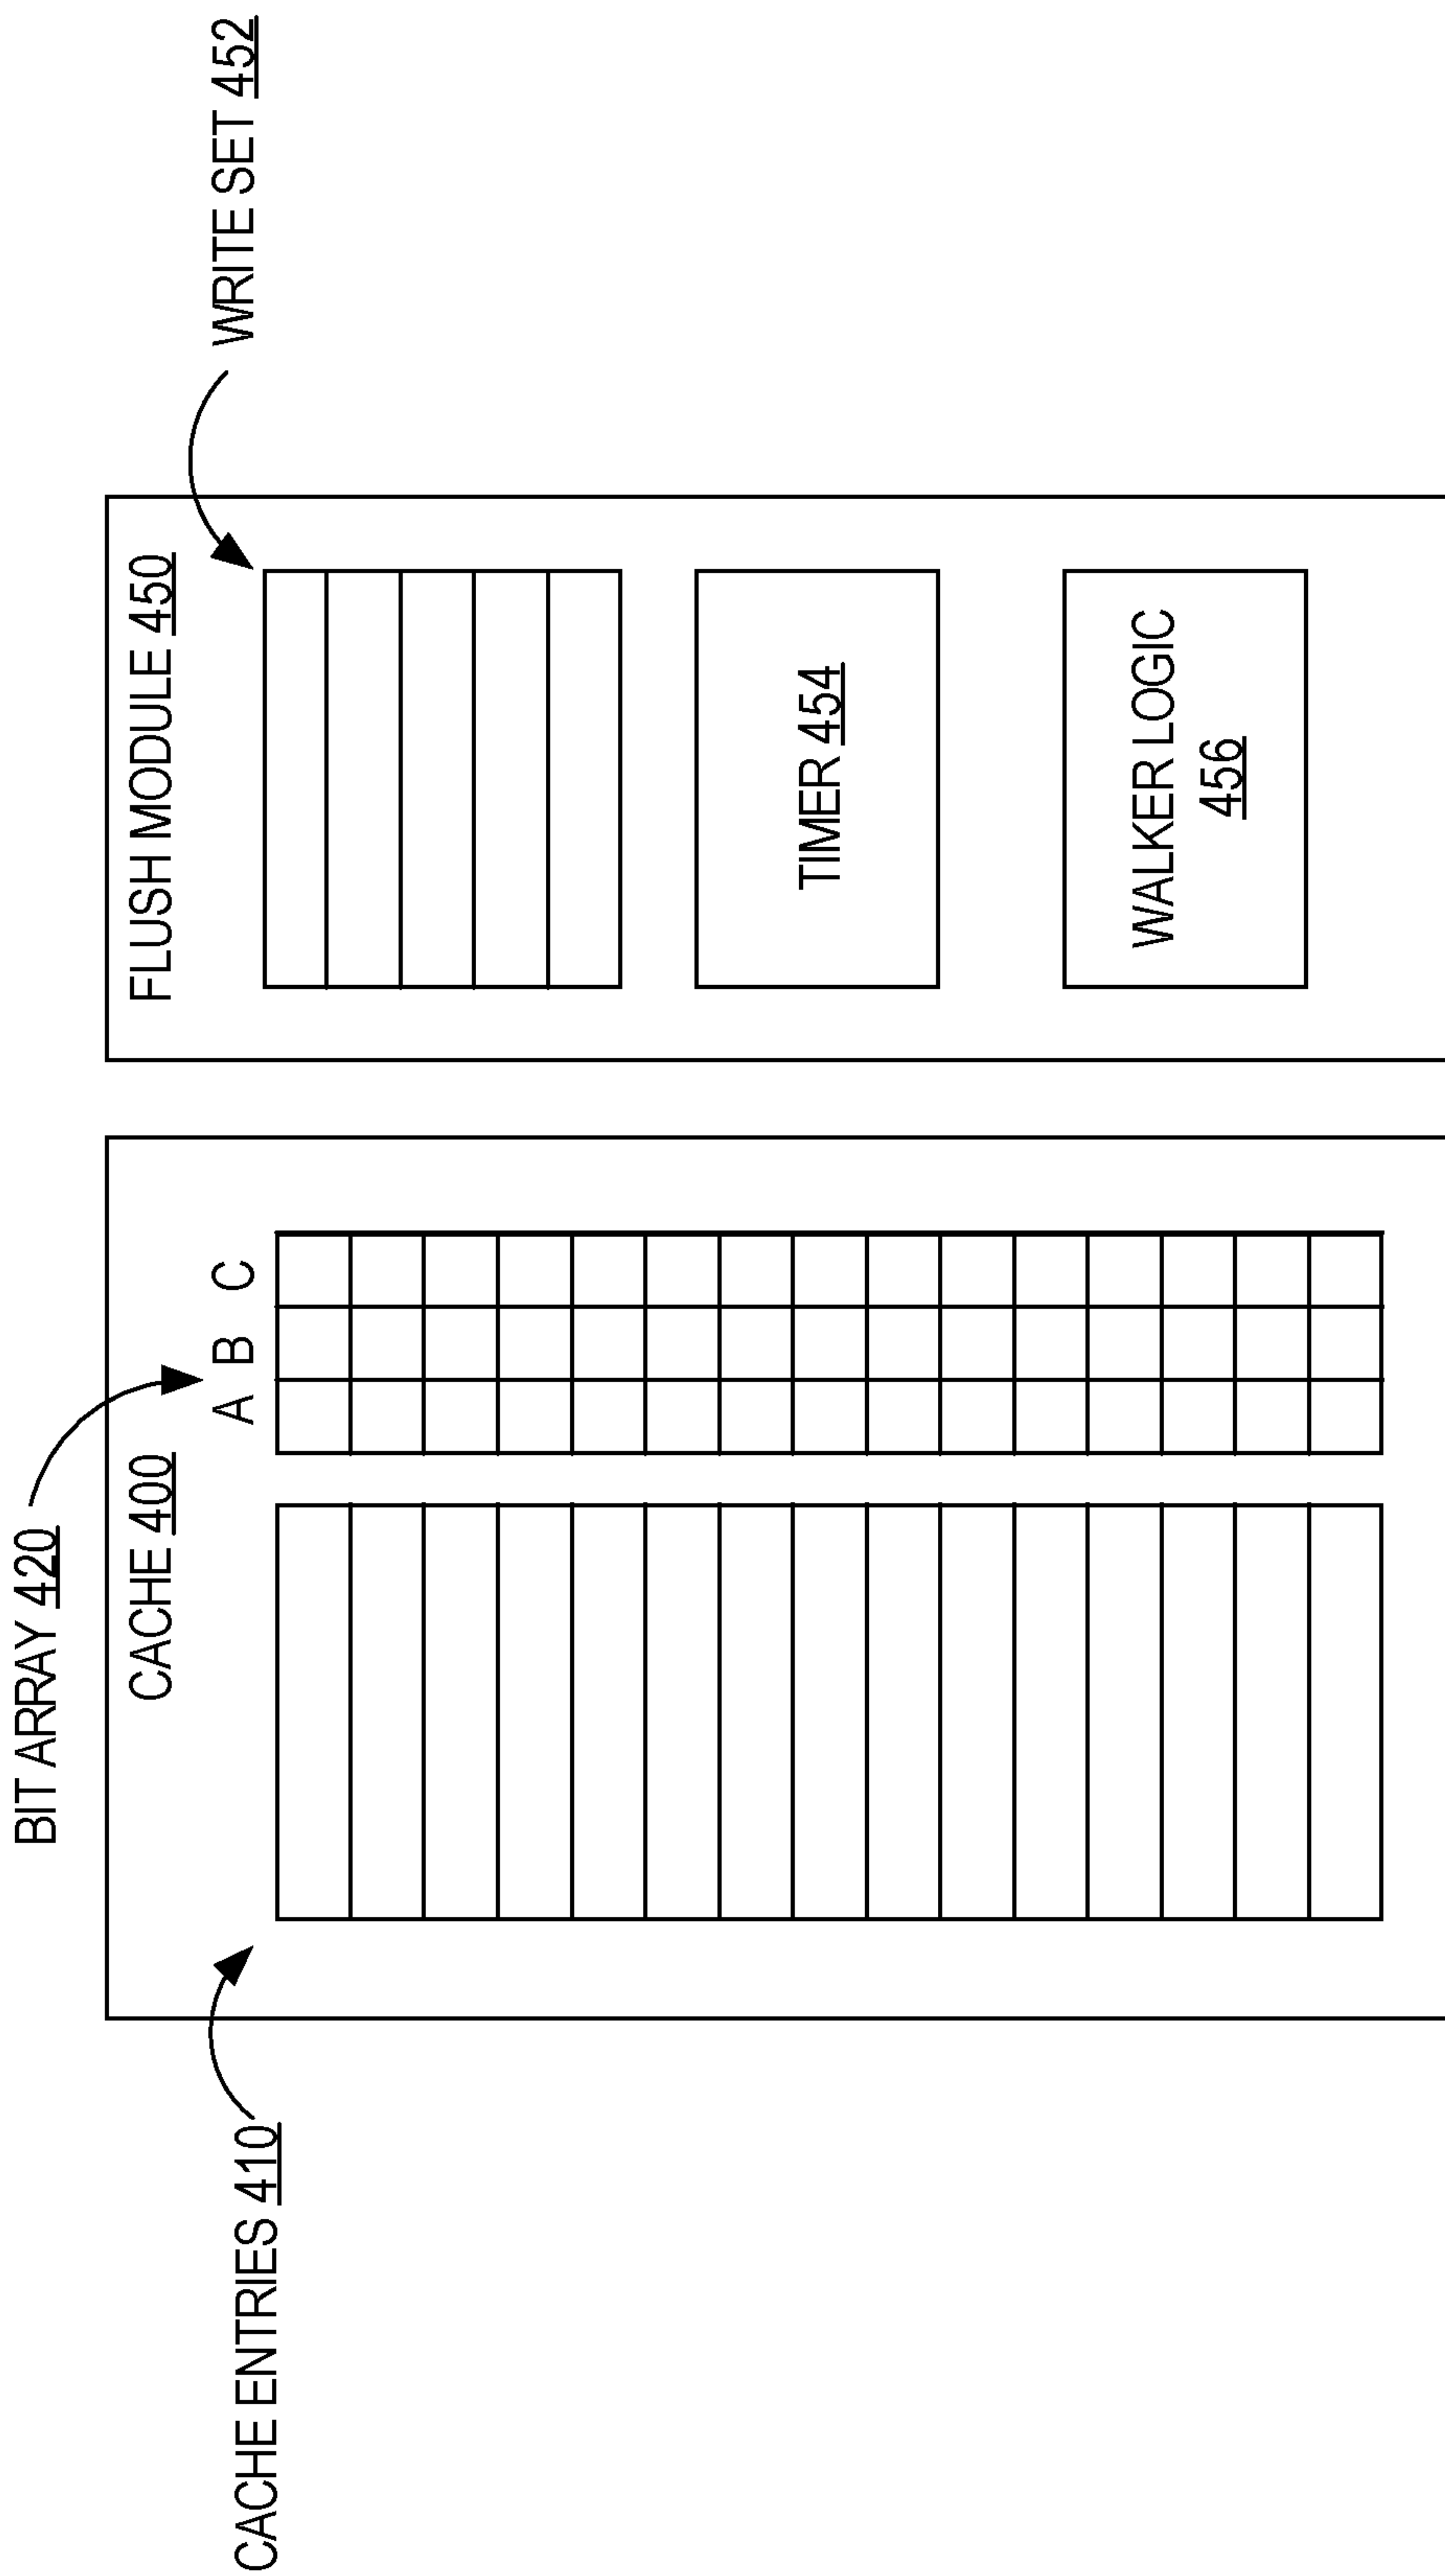 BIT ARRAY 420
CACHE 400
FLUSH MODULE 450
CACHE ENTRIES 410
A B C
WRITE SET 452
TIMER 454
WALKER LOGIC
456